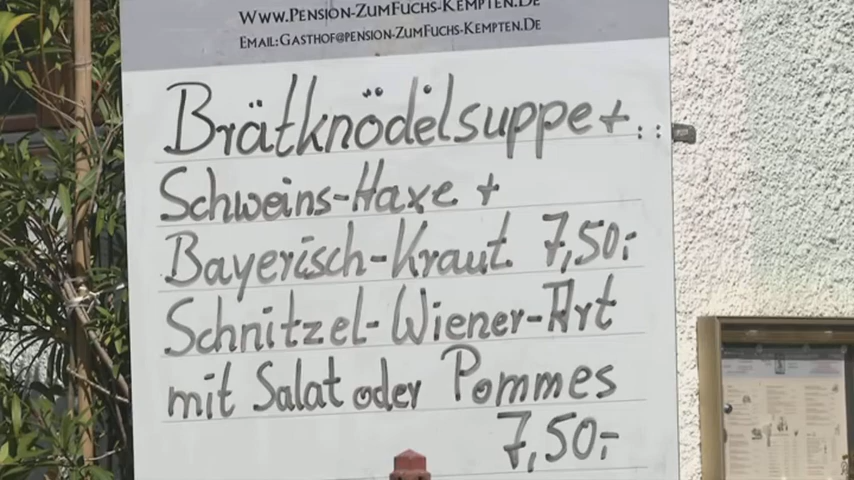 www.Pension-ZumFuchs-Kempten.De
Email:Gasthof@pension-ZumFuchs-Kempten.De
Brätknödelsuppe+..:
Schweins-Haxe +
Bayerisch-Kraut. 7,50.-
Schnitzel-Wiener-Art
mit Salat oder Pommes
7,50.-